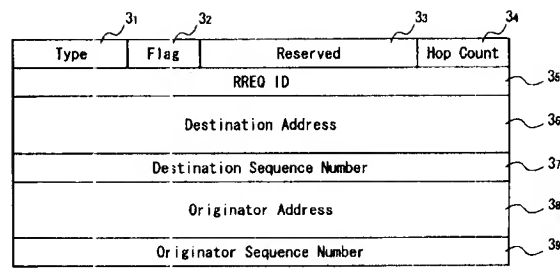 31 32 33 34
Type Flag Reserved Hop Count
RREQ ID 35
Destination Address 36
Destination Sequence Number 37
Originator Address 38
Originator Sequence Number 39